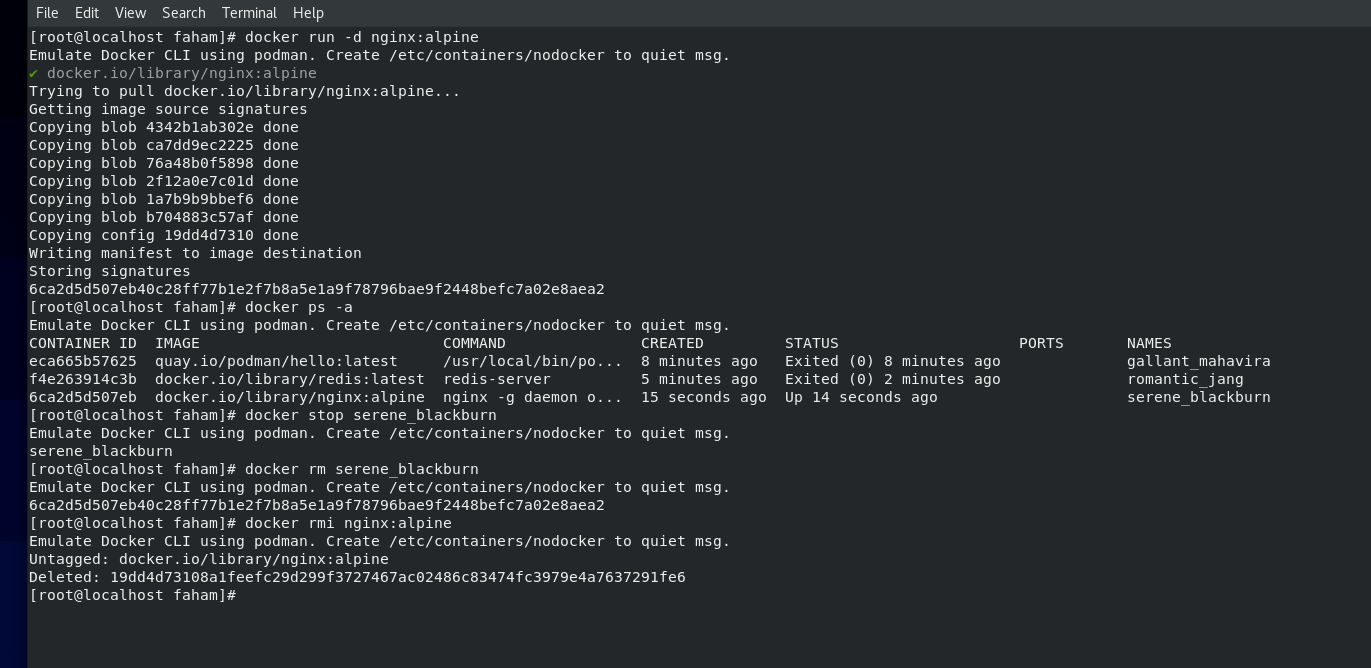 File Edit View Search Terminal Help
[root@localhost faham]# docker run -d nginx:alpine
Emulate Docker CLI using podman. Create /etc/containers/nodocker to quiet msg.
✔ docker.io/library/nginx:alpine
Trying to pull docker.io/library/nginx:alpine...
Getting image source signatures
Copying blob 4342b1ab302e done
Copying blob ca7dd9ec2225 done
Copying blob 76a48b0f5898 done
Copying blob 2f12a0e7c01d done
Copying blob 1a7b9b9bbef6 done
Copying blob b704883c57af done
Copying config 19dd4d7310 done
Writing manifest to image destination
Storing signatures
6ca2d5d507eb40c28ff77b1e2f7b8a5e1a9f78796bae9f2448befc7a02e8aea2
[root@localhost faham]# docker ps -a
Emulate Docker CLI using podman. Create /etc/containers/nodocker to quiet msg.
CONTAINER ID  IMAGE                           COMMAND               CREATED         STATUS                    PORTS       NAMES
eca665b57625  quay.io/podman/hello:latest     /usr/local/bin/po...  8 minutes ago   Exited (0) 8 minutes ago              gallant_mahavira
f4e263914c3b  docker.io/library/redis:latest  redis-server          5 minutes ago   Exited (0) 2 minutes ago              romantic_jang
6ca2d5d507eb  docker.io/library/nginx:alpine  nginx -g daemon o...  15 seconds ago  Up 14 seconds ago                     serene_blackburn
[root@localhost faham]# docker stop serene_blackburn
Emulate Docker CLI using podman. Create /etc/containers/nodocker to quiet msg.
serene_blackburn
[root@localhost faham]# docker rm serene_blackburn
Emulate Docker CLI using podman. Create /etc/containers/nodocker to quiet msg.
6ca2d5d507eb40c28ff77b1e2f7b8a5e1a9f78796bae9f2448befc7a02e8aea2
[root@localhost faham]# docker rmi nginx:alpine
Emulate Docker CLI using podman. Create /etc/containers/nodocker to quiet msg.
Untagged: docker.io/library/nginx:alpine
Deleted: 19dd4d73108a1feefc29d299f3727467ac02486c83474fc3979e4a7637291fe6
[root@localhost faham]#